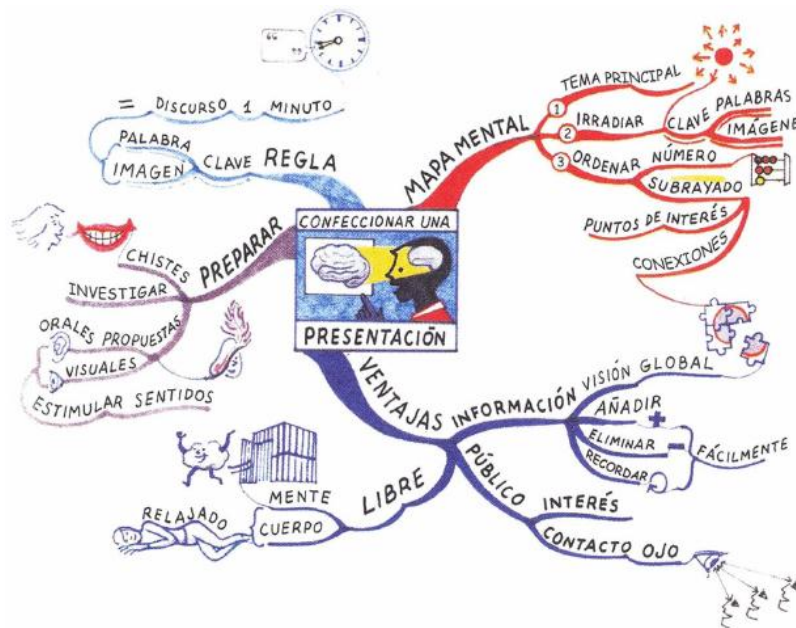 CONFECCIONAR UNA
PRESENTACIÓN
MAPA MENTAL
1 TEMA PRINCIPAL
2 IRRADIAR
CLAVE
PALABRAS
IMÁGENE
3 ORDENAR
NÚMERO
SUBRAYADO
PUNTOS DE INTERÉS
CONEXIONES
VENTAJAS
INFORMACIÓN
VISIÓN GLOBAL
AÑADIR +
ELIMINAR -
RECORDAR
FÁCILMENTE
PÚBLICO
INTERÉS
CONTACTO OJO
LIBRE
MENTE
CUERPO
RELAJADO
PREPARAR
CHISTES
INVESTIGAR
PROPUESTAS
ORALES
VISUALES
ESTIMULAR SENTIDOS
REGLA
CLAVE
PALABRA
IMAGEN
= DISCURSO 1 MINUTO